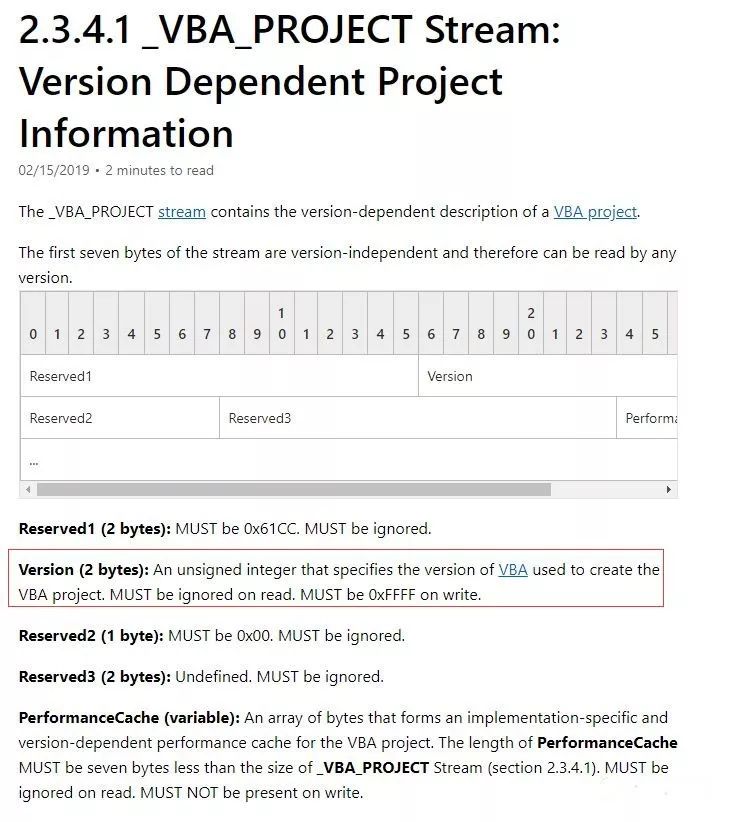 2.3.4.1 _VBA_PROJECT Stream:
Version Dependent Project
Information
02/15/2019 • 2 minutes to read
The _VBA_PROJECT stream contains the version-dependent description of a VBA project.
The first seven bytes of the stream are version-independent and therefore can be read by any
version.
1 2
0 1 2 3 4 5 6 7 8 9 0 1 2 3 4 5 6 7 8 9 0 1 2 3 4 5
Reserved1 Version
Reserved2 Reserved3 Performa
...
Reserved1 (2 bytes): MUST be 0x61CC. MUST be ignored.
Version (2 bytes): An unsigned integer that specifies the version of VBA used to create the
VBA project. MUST be ignored on read. MUST be 0xFFFF on write.
Reserved2 (1 byte): MUST be 0x00. MUST be ignored.
Reserved3 (2 bytes): Undefined. MUST be ignored.
PerformanceCache (variable): An array of bytes that forms an implementation-specific and
version-dependent performance cache for the VBA project. The length of PerformanceCache
MUST be seven bytes less than the size of _VBA_PROJECT Stream (section 2.3.4.1). MUST be
ignored on read. MUST NOT be present on write.